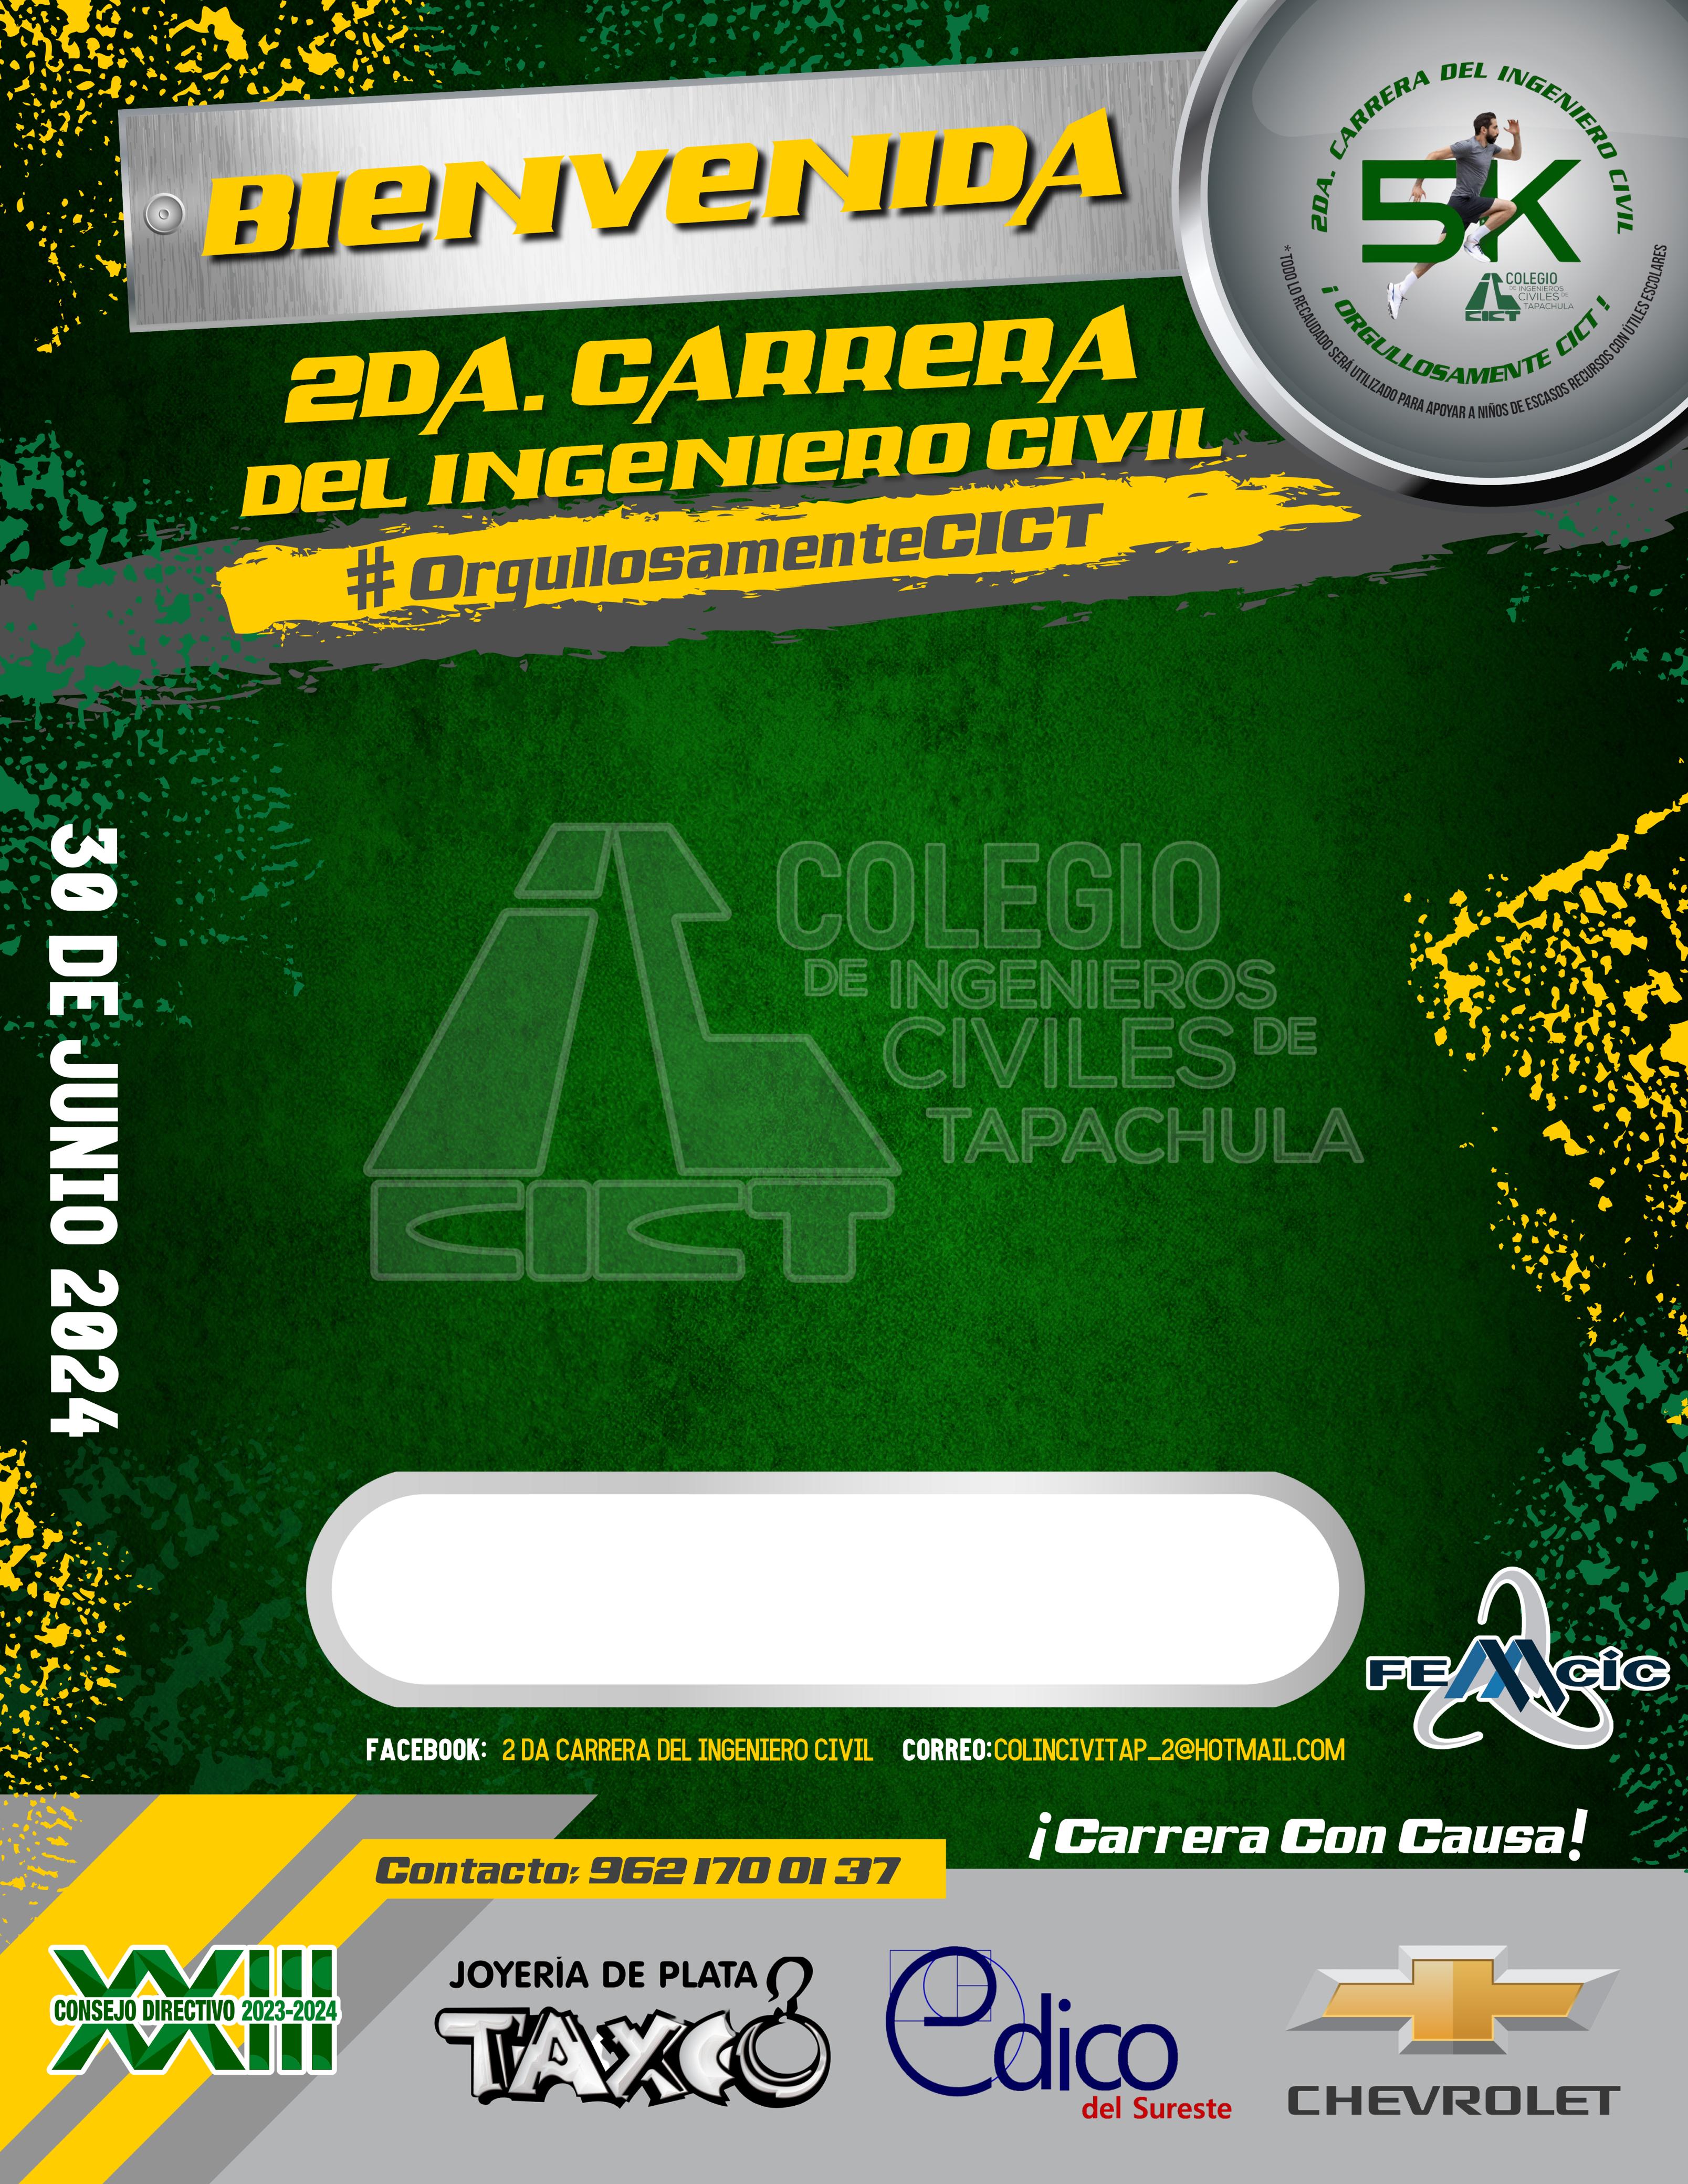 BIENVENIDA
2DA. CARRERA DEL INGENIERO CIVIL
5K
COLEGIO
DE INGENIEROS
CIVILES DE
TAPACHULA
CICT
¡ORGULLOSAMENTE CICT!
* TODO LO RECAUDADO SERÁ UTILIZADO PARA APOYAR A NIÑOS DE ESCASOS RECURSOS CON ÚTILES ESCOLARES
2DA. CARRERA
DEL INGENIERO CIVIL
# OrgullosamenteCICT
30 DE JUNIO 2024
COLEGIO
DE INGENIEROS
CIVILES DE
TAPACHULA
CICT
FEMCIC
FACEBOOK: 2 DA CARRERA DEL INGENIERO CIVIL CORREO:COLINCIVITAP_2@HOTMAIL.COM
¡Carrera Con Causa!
Contacto: 962 170 01 37
XXIII
CONSEJO DIRECTIVO 2023-2024
JOYERÍA DE PLATA
TAXCO
edico
del Sureste
CHEVROLET